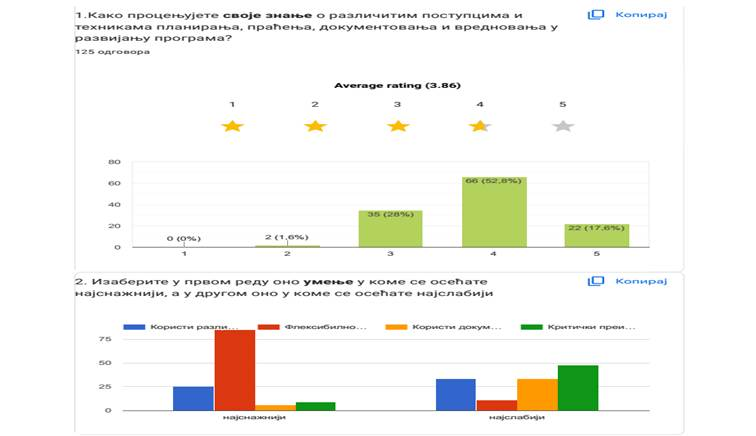 1.Како процењујете своје знање о различитим поступцима и
техникама планирања, праћења, документовања и вредновања у
развијању програма?
Копирај
125 одговора
Average rating (3.86)
1 2 3 4 5
80
60
40
20
0
0 (0%)
2 (1,6%)
35 (28%)
66 (52,8%)
22 (17,6%)
1 2 3 4 5
2. Изаберите у првом реду оно умење у коме се осећате
најснажнији, а у другом оно у коме се осећате најслабији
Копирај
Користи разли... Флексибилно... Користи докум... Критички преи...
75
50
25
0
најснажнији најслабији